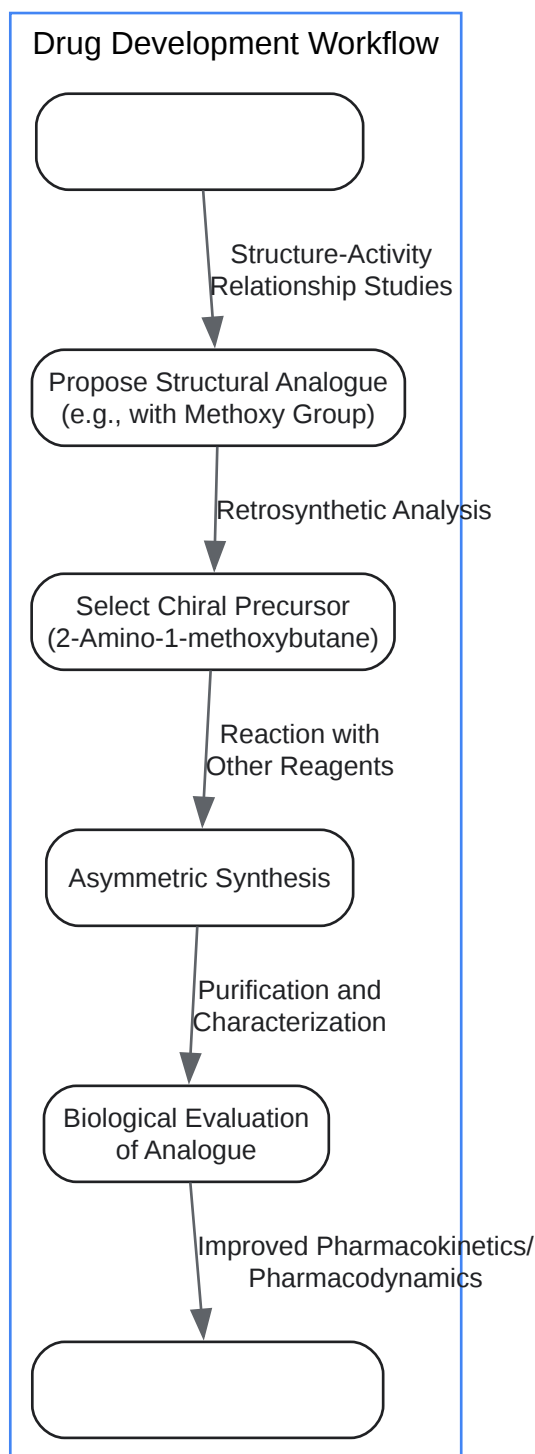 Drug Development Workflow
Structure-Activity
Relationship Studies
Propose Structural Analogue
(e.g., with Methoxy Group)
Retrosynthetic Analysis
Select Chiral Precursor
(2-Amino-1-methoxybutane)
Reaction with
Other Reagents
Asymmetric Synthesis
Purification and
Characterization
Biological Evaluation
of Analogue
Improved Pharmacokinetics/
Pharmacodynamics